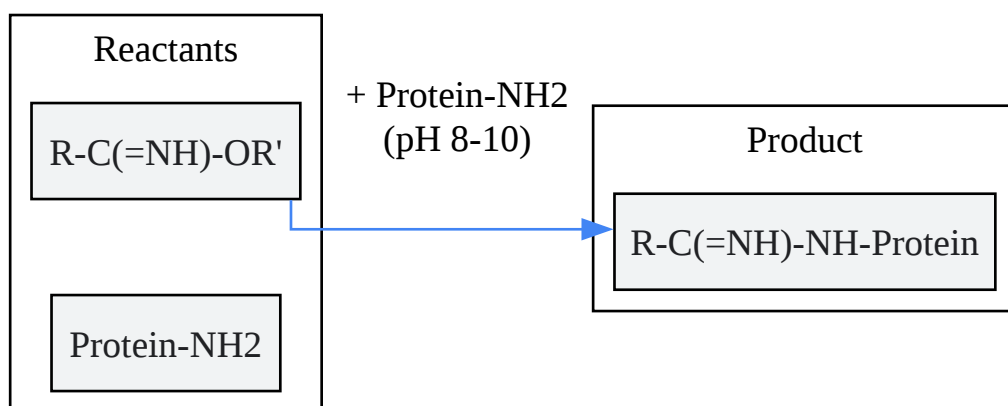 Reactants
R-C(=NH)-OR'
Protein-NH2
+ Protein-NH2
(pH 8-10)
Product
R-C(=NH)-NH-Protein